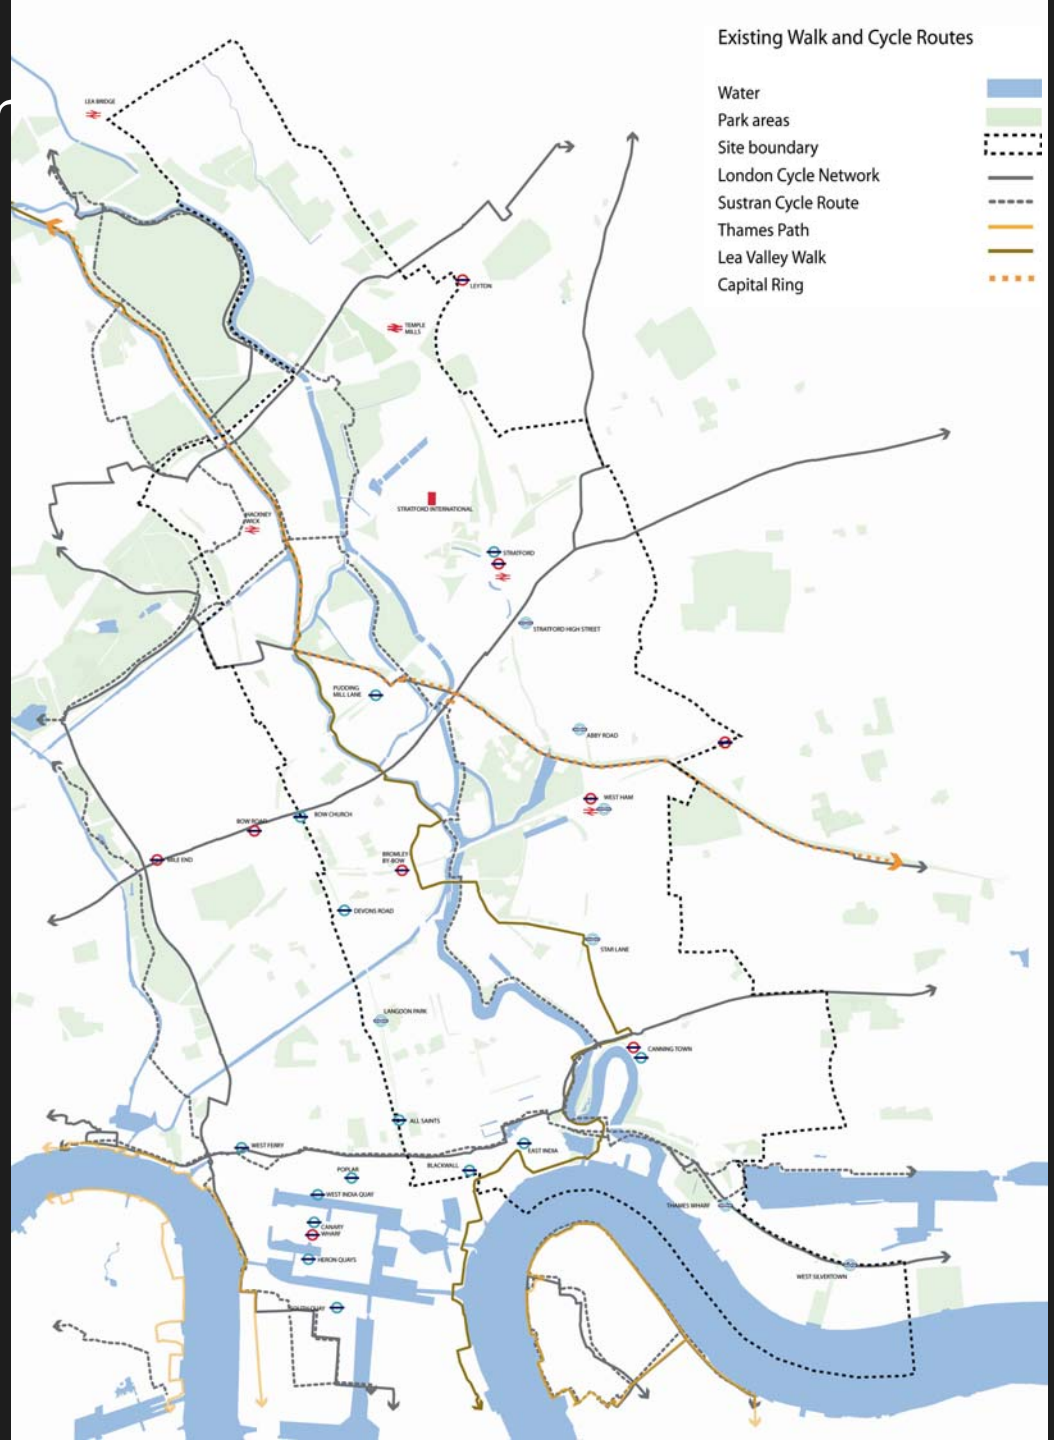 Existing Walk and Cycle Routes
Water
Park areas
Site boundary
London Cycle Network
Sustran Cycle Route
Thames Path
Lea Valley Walk
Capital Ring
LEA BRIDGE
LEYTON
TEMPLE
MILLS
STRATFORD INTERNATIONAL
HACKNEY
WICK
STRATFORD
STRATFORD HIGH STREET
PUDDING
MILL LANE
ABBY ROAD
WEST HAM
BOW CHURCH
BOW ROAD
MILE END
BROMLEY
BY-BOW
DEVONS ROAD
STAR LANE
LANGDON PARK
CANNING TOWN
ALL SAINTS
WEST FERRY
EAST INDIA
BLACKWALL
POPLAR
WEST INDIA QUAY
THAMES WHARF
CANARY
WHARF
HERON QUAYS
WEST SILVERTOWN
SOUTH QUAY